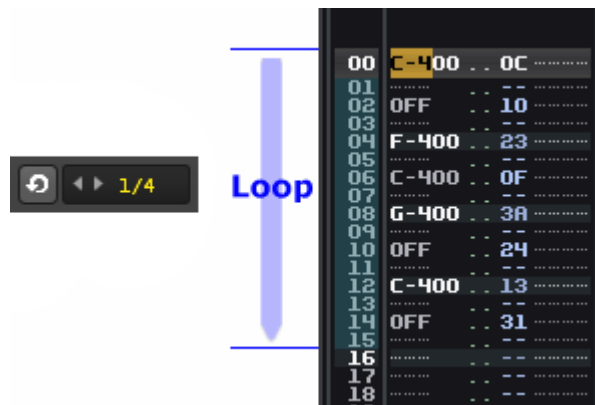 1/4
Loop
00 C-400 .. 0C ............
01 ...... .. -- ............
02 OFF .. 10 ............
03 ...... .. -- ............
04 F-400 .. 23 ............
05 ...... .. -- ............
06 C-400 .. 0F ............
07 ...... .. -- ............
08 G-400 .. 3A ............
09 ...... .. -- ............
10 OFF .. 24 ............
11 ...... .. -- ............
12 C-400 .. 13 ............
13 ...... .. -- ............
14 OFF .. 31 ............
15 ...... .. -- ............
16 ...... .. -- ............
17 ...... .. -- ............
18 ...... .. -- ............